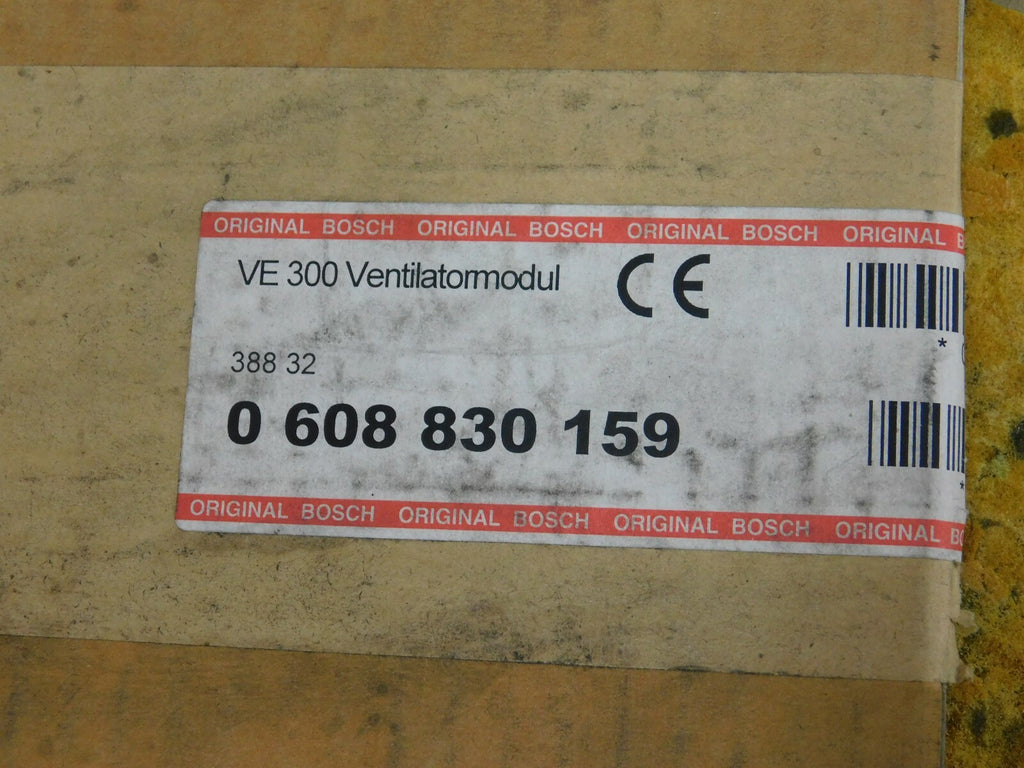 ORIGINAL BOSCH ORIGINAL BOSCH ORIGINAL BOSCH ORIGINAL
VE 300 Ventilatormodul CE
*
388 32
0 608 830 159
*
ORIGINAL BOSCH ORIGINAL BOSCH ORIGINAL BOSCH ORIGINAL